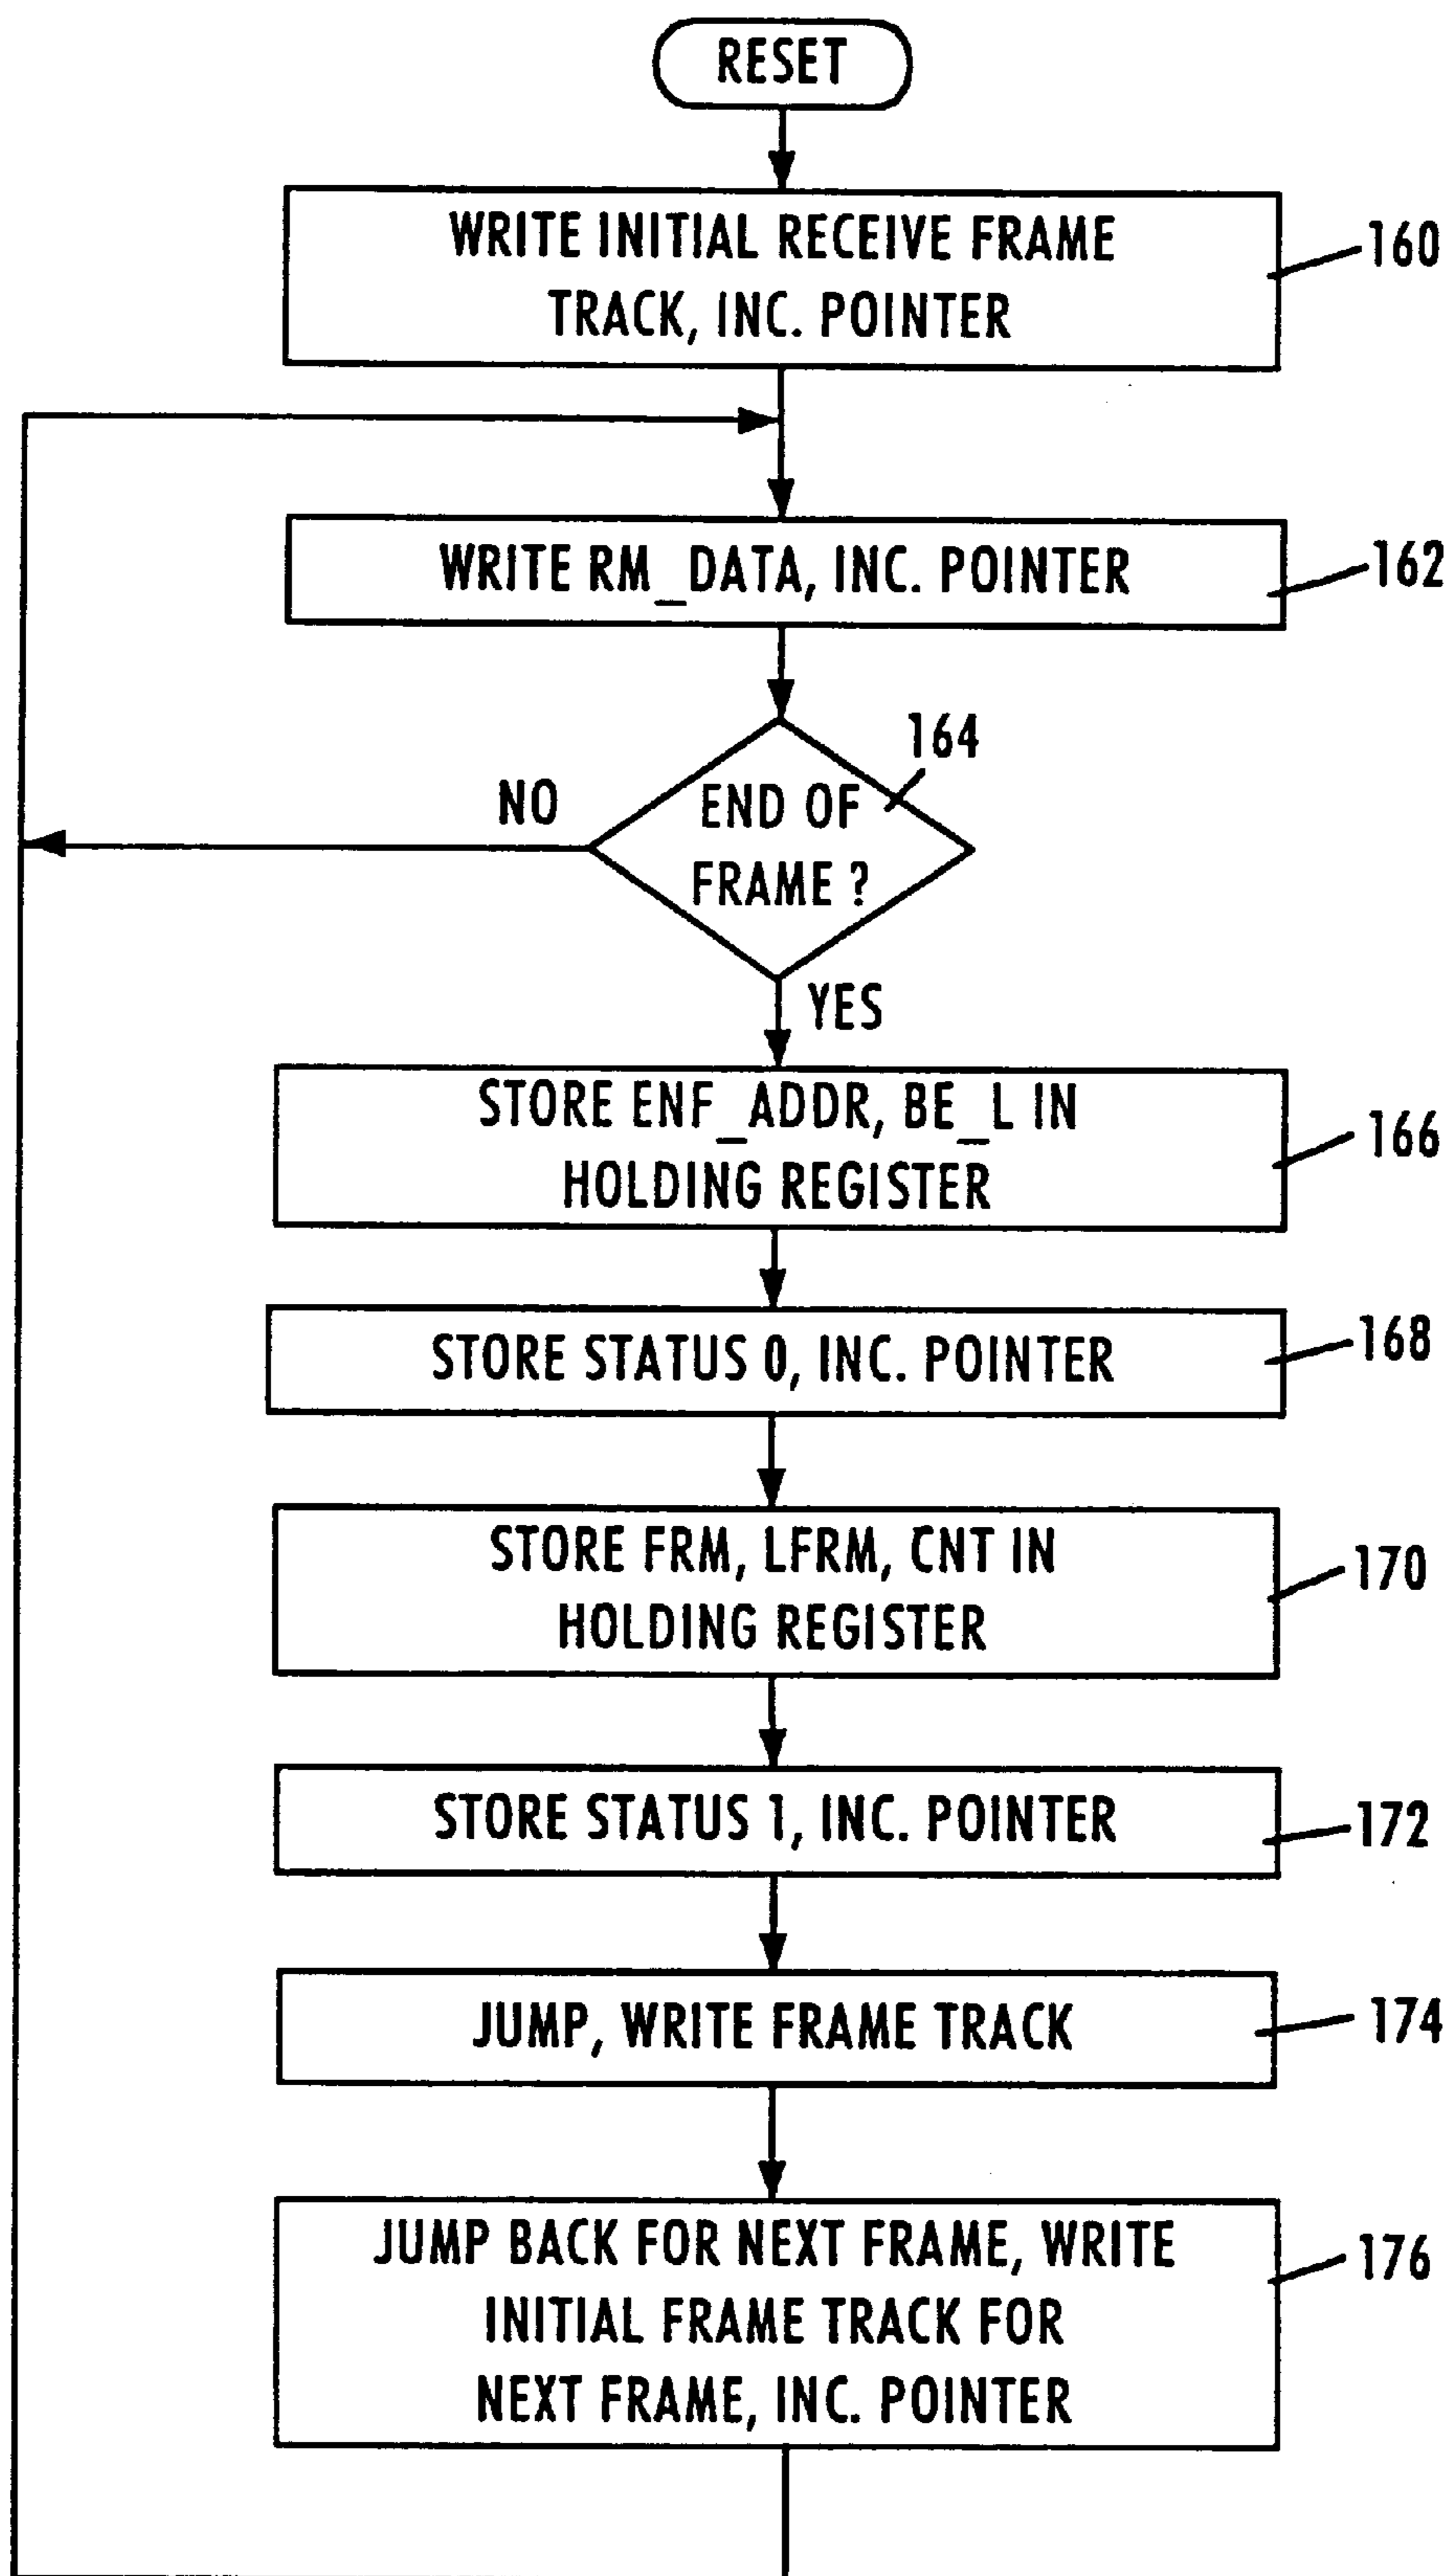 RESET
WRITE INITIAL RECEIVE FRAME
TRACK, INC. POINTER
160
WRITE RM_DATA, INC. POINTER
162
164
NO
END OF
FRAME ?
YES
STORE ENF_ADDR, BE_L IN
HOLDING REGISTER
166
STORE STATUS 0, INC. POINTER
168
STORE FRM, LFRM, CNT IN
HOLDING REGISTER
170
STORE STATUS 1, INC. POINTER
172
JUMP, WRITE FRAME TRACK
174
JUMP BACK FOR NEXT FRAME, WRITE
INITIAL FRAME TRACK FOR
NEXT FRAME, INC. POINTER
176